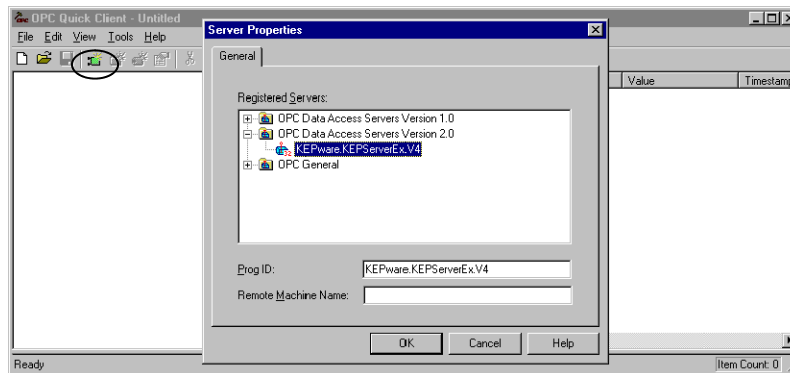 OPC Quick Client - Untitled
File Edit View Tools Help
Server Properties
General
Registered Servers:
OPC Data Access Servers Version 1.0
OPC Data Access Servers Version 2.0
KEPware.KEPServerEx.V4
OPC General
Prog ID: KEPware.KEPServerEx.V4
Remote Machine Name:
OK Cancel Help
Value Timestamp
Ready
Item Count: 0